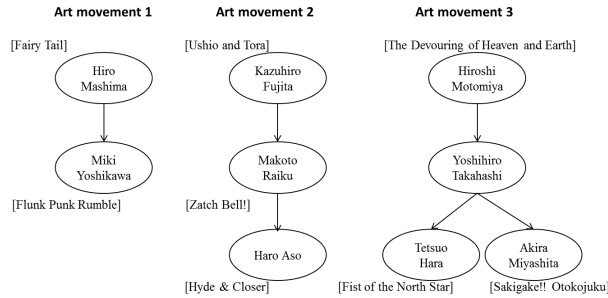 Art movement 1
Art movement 2
Art movement 3
[Fairy Tail]
[Ushio and Tora]
[The Devouring of Heaven and Earth]
Hiro
Mashima
Kazuhiro
Fujita
Hiroshi
Motomiya
Miki
Yoshikawa
Makoto
Raiku
Yoshihiro
Takahashi
[Flunk Punk Rumble]
[Zatch Bell!]
Haro Aso
Tetsuo
Hara
Akira
Miyashita
[Hyde & Closer]
[Fist of the North Star]
[Sakigake!! Otokojuku]